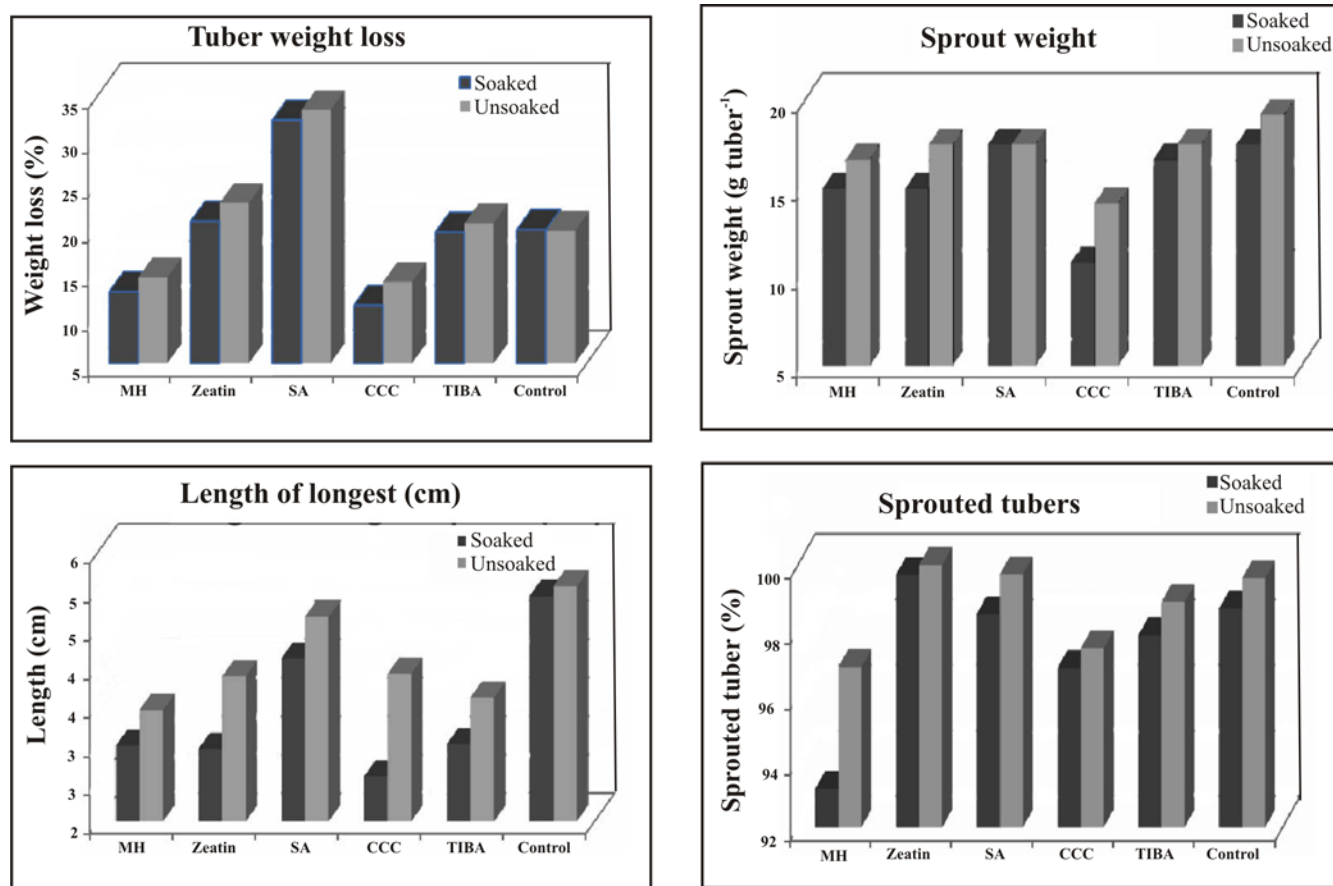 Tuber weight loss
Soaked
Unsoaked
Weight loss (%)
35
30
25
20
15
10
5
MH Zeatin SA CCC TIBA Control
Sprout weight
Soaked
Unsoaked
Sprout weight (g tuber⁻¹)
20
15
10
5
MH Zeatin SA CCC TIBA Control
Length of longest (cm)
Soaked
Unsoaked
Length (cm)
6
5
5
4
4
3
3
2
MH Zeatin SA CCC TIBA Control
Sprouted tubers
Soaked
Unsoaked
Sprouted tuber (%)
100
98
96
94
92
MH Zeatin SA CCC TIBA Control